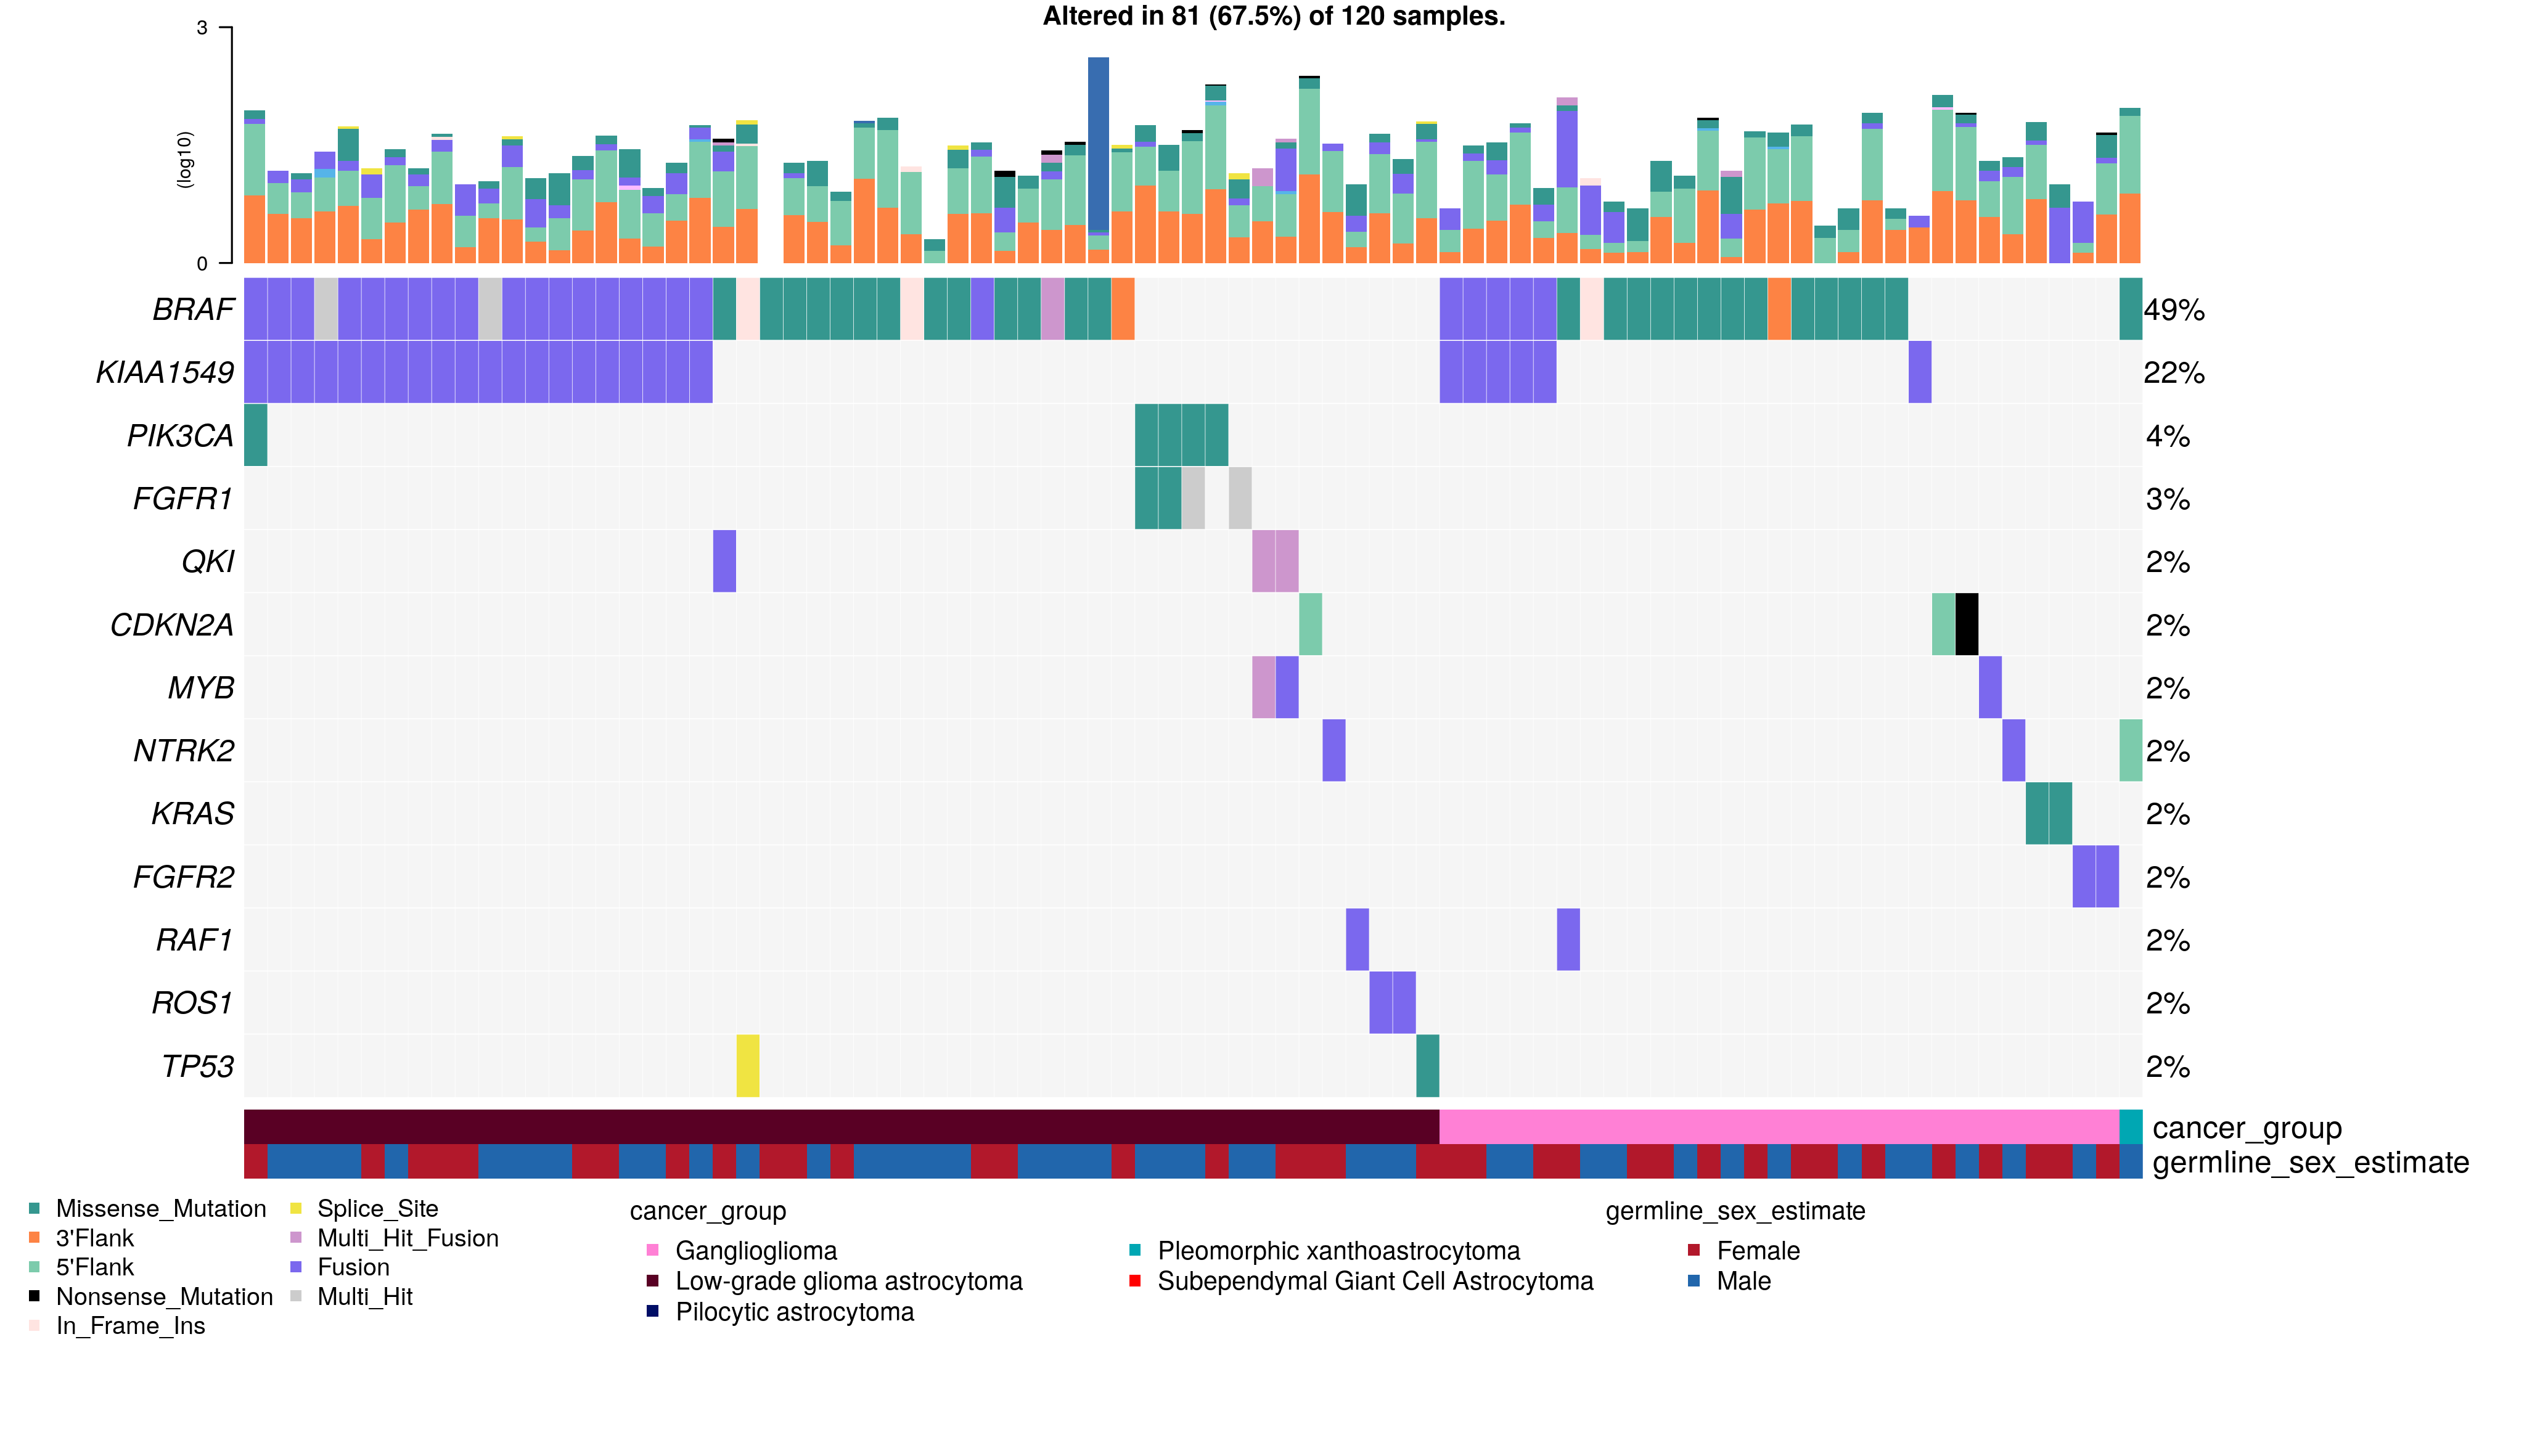 Altered in 81 (67.5%) of 120 samples.
3
(log10)
0
BRAF 49%
KIAA1549 22%
PIK3CA 4%
FGFR1 3%
QKI 2%
CDKN2A 2%
MYB 2%
NTRK2 2%
KRAS 2%
FGFR2 2%
RAF1 2%
ROS1 2%
TP53 2%
cancer_group
germline_sex_estimate
Missense_Mutation
3'Flank
5'Flank
Nonsense_Mutation
In_Frame_Ins
Splice_Site
Multi_Hit_Fusion
Fusion
Multi_Hit
cancer_group
Ganglioglioma
Low-grade glioma astrocytoma
Pilocytic astrocytoma
Pleomorphic xanthoastrocytoma
Subependymal Giant Cell Astrocytoma
germline_sex_estimate
Female
Male